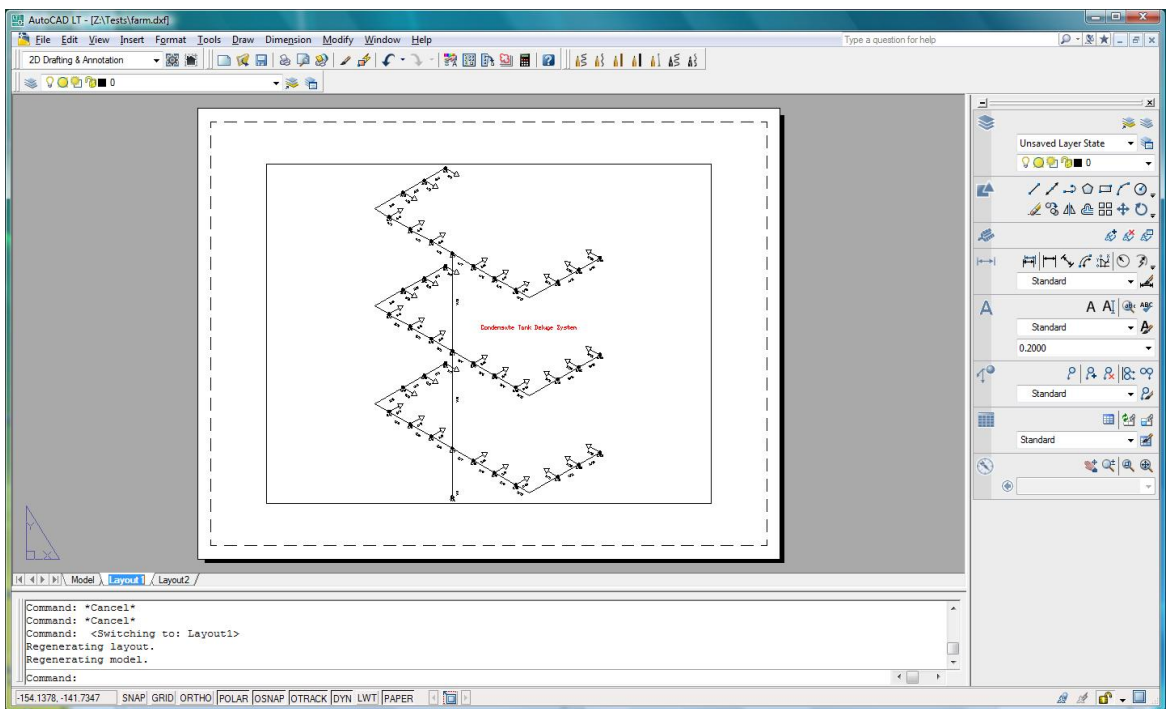 AutoCAD LT - [Z:\Tests\farm.dxf]
File Edit View Insert Format Tools Draw Dimension Modify Window Help
Type a question for help
2D Drafting & Annotation
0
Unsaved Layer State
0
Standard
Standard
0.2000
Standard
Standard
Condensate Tank Deluge System
Y
X
Model Layout1 Layout2
Command: *Cancel*
Command: *Cancel*
Command: <Switching to: Layout1>
Regenerating layout.
Regenerating model.
Command:
-154.1378, -141.7347 SNAP GRID ORTHO POLAR OSNAP OTRACK DYN LWT PAPER